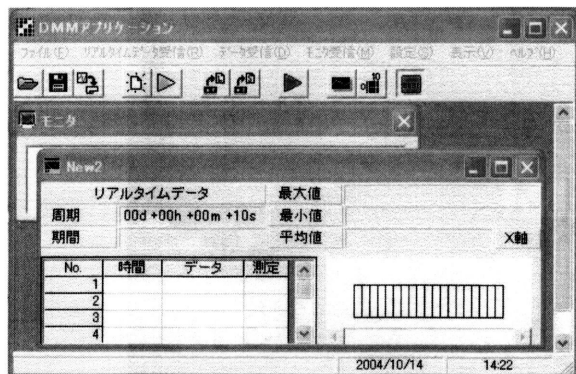 DMMアプリケーション
ファイル(F) リアルタイムデータ受信(R) データ受信(D) モニタ受信(M) 設定(S) 表示(V) ヘルプ(H)
10
モニタ
New2
リアルタイムデータ 最大値
周期 00d +00h +00m +10s 最小値
期間 平均値 X軸
No. 時間 データ 測定
1
2
3
4
2004/10/14 14:22